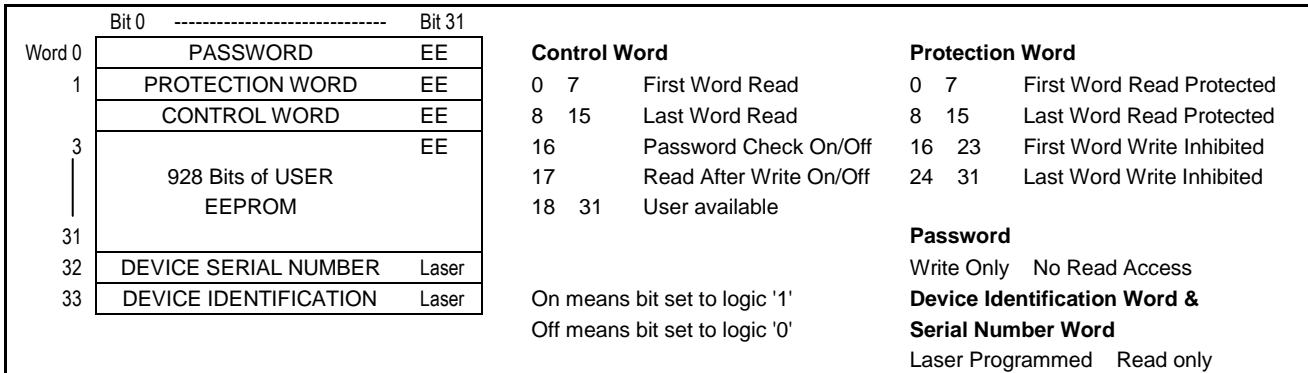 Bit 0 ------------------------------ Bit 31
Word 0 PASSWORD EE
1 PROTECTION WORD EE
CONTROL WORD EE
3 EE
928 Bits of USER
EEPROM
31
32 DEVICE SERIAL NUMBER Laser
33 DEVICE IDENTIFICATION Laser
Control Word
0 7 First Word Read
8 15 Last Word Read
16 Password Check On/Off
17 Read After Write On/Off
18 31 User available
On means bit set to logic '1'
Off means bit set to logic '0'
Protection Word
0 7 First Word Read Protected
8 15 Last Word Read Protected
16 23 First Word Write Inhibited
24 31 Last Word Write Inhibited
Password
Write Only No Read Access
Device Identification Word &
Serial Number Word
Laser Programmed Read only